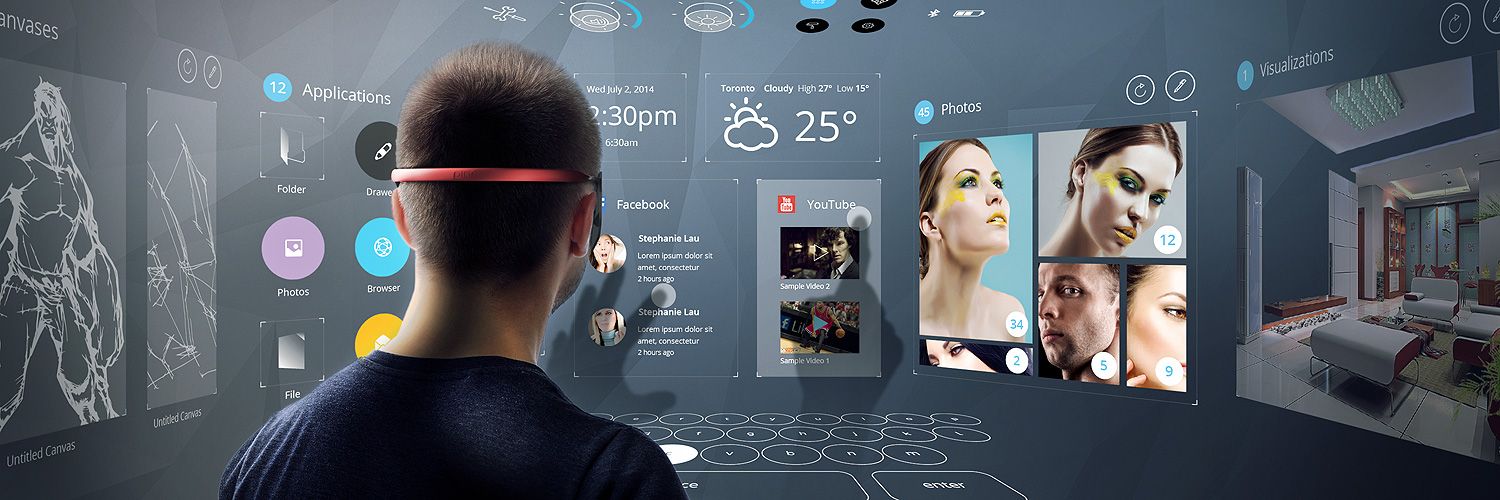 anvases
Untitled Canvas
Untitled Canvas
12 Applications
Folder
Photos
Browser
File
Wed July 2, 2014
2:30pm
6:30am
Toronto Cloudy High 27° Low 15°
25°
Facebook
Stephanie Lau
Lorem ipsum dolor sit
amet, consectetur
2 hours ago
Stephanie Lau
Lorem ipsum dolor sit
amet, consectetur
2 hours ago
You
Tube
YouTube
Sample Video 2
Sample Video 1
45 Photos
34
12
2
5
9
1 Visualizations
e r t y u i o p
enter